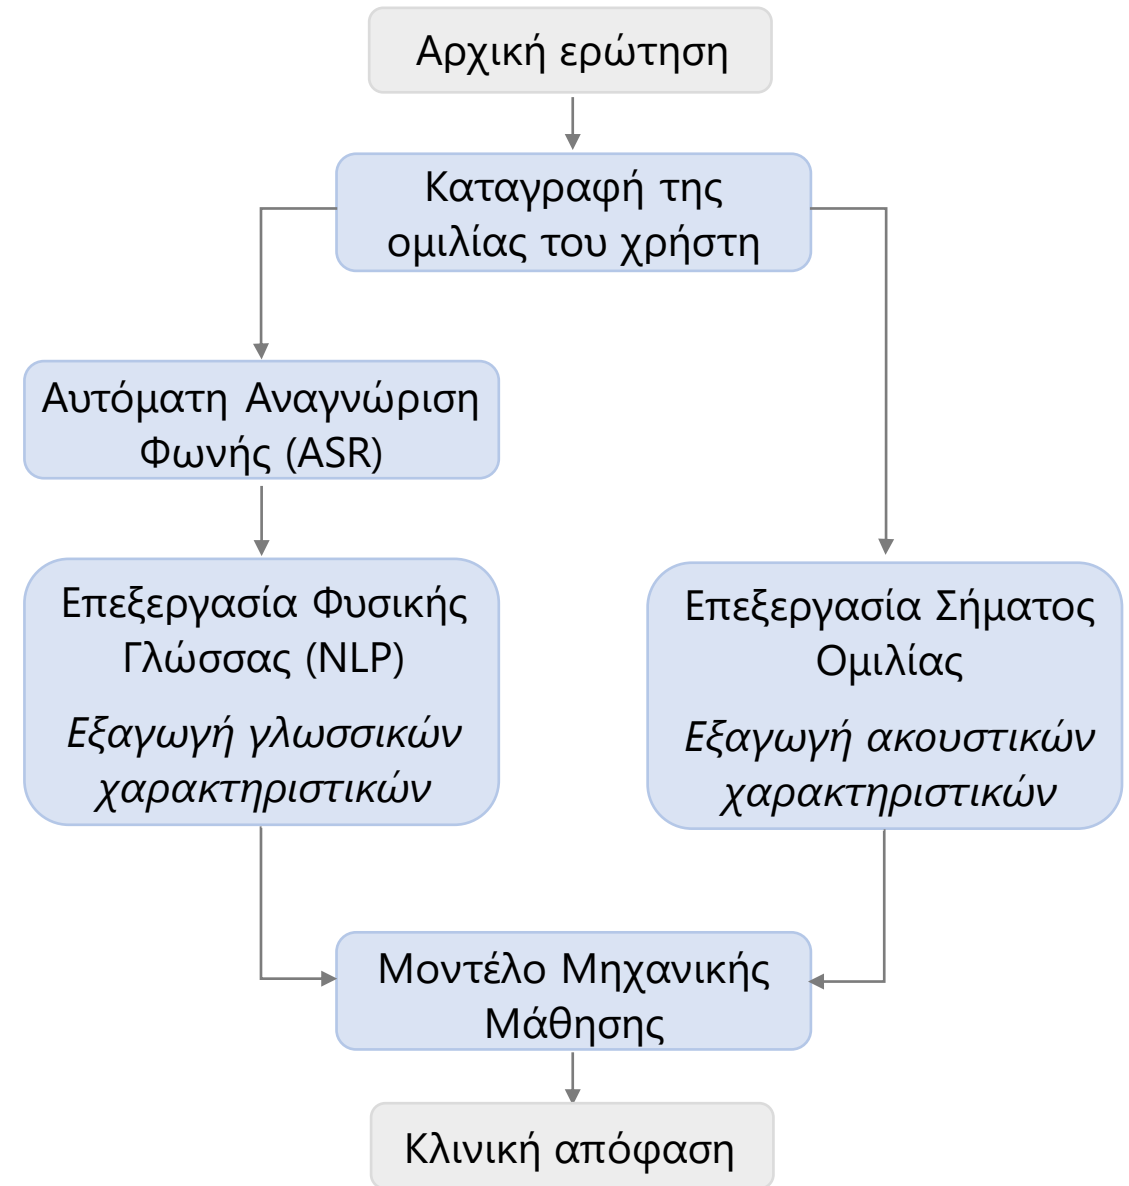 Αρχική ερώτηση
Καταγραφή της
ομιλίας του χρήστη
Αυτόματη Αναγνώριση
Φωνής (ASR)
Επεξεργασία Φυσικής
Γλώσσας (NLP)
Εξαγωγή γλωσσικών
χαρακτηριστικών
Επεξεργασία Σήματος
Ομιλίας
Εξαγωγή ακουστικών
χαρακτηριστικών
Μοντέλο Μηχανικής
Μάθησης
Κλινική απόφαση